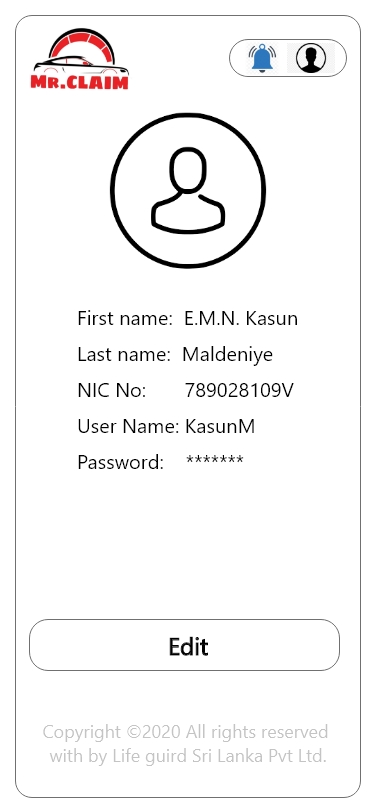 MR.CLAIM
First name: E.M.N. Kasun
Last name: Maldeniye
NIC No: 789028109V
User Name: KasunM
Password: *******
Edit
Copyright ©2020 All rights reserved
with by Life guird Sri Lanka Pvt Ltd.